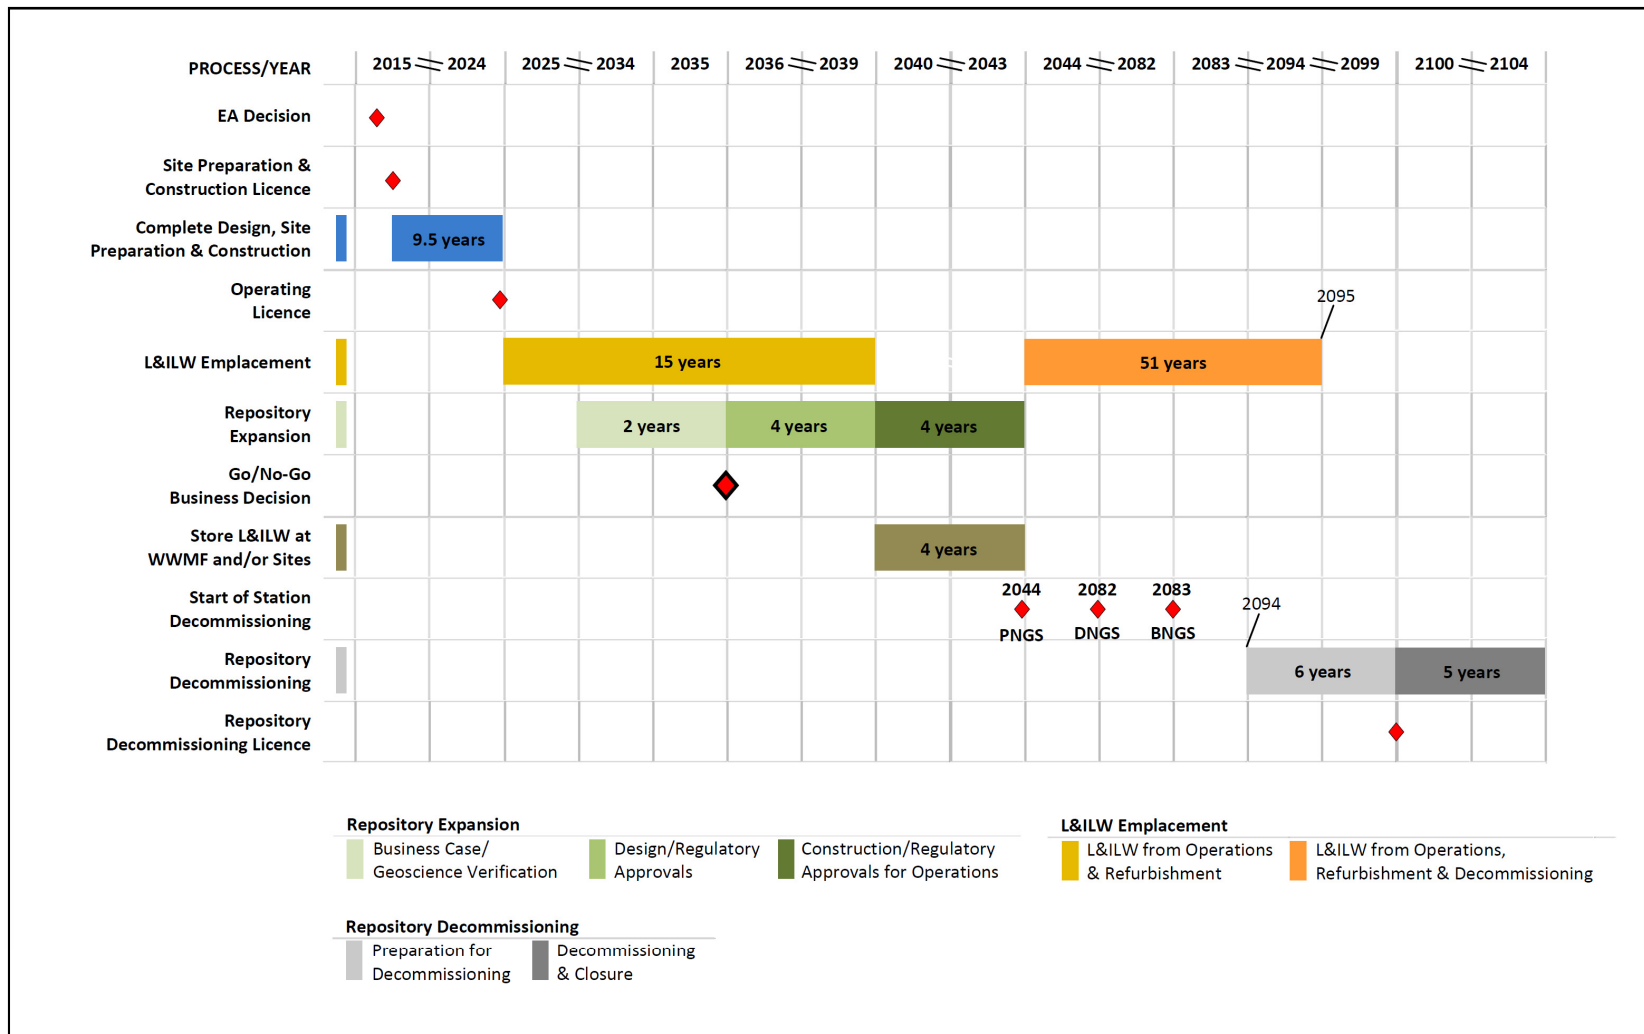 PROCESS/YEAR 2015 2024 2025 2034 2035 2036 2039 2040 2043 2044 2082 2083 2094 2099 2100 2104
EA Decision
Site Preparation &
Construction Licence
Complete Design, Site
Preparation & Construction
9.5 years
Operating
Licence
2095
L&ILW Emplacement
15 years
51 years
Repository
Expansion
2 years
4 years
4 years
Go/No-Go
Business Decision
Store L&ILW at
WWMF and/or Sites
4 years
Start of Station
Decommissioning
2044
PNGS
2082
DNGS
2083
BNGS
2094
Repository
Decommissioning
6 years
5 years
Repository
Decommissioning Licence
Repository Expansion
Business Case/
Geoscience Verification
Design/Regulatory
Approvals
Construction/Regulatory
Approvals for Operations
L&ILW Emplacement
L&ILW from Operations
& Refurbishment
L&ILW from Operations,
Refurbishment & Decommissioning
Repository Decommissioning
Preparation for
Decommissioning
Decommissioning
& Closure